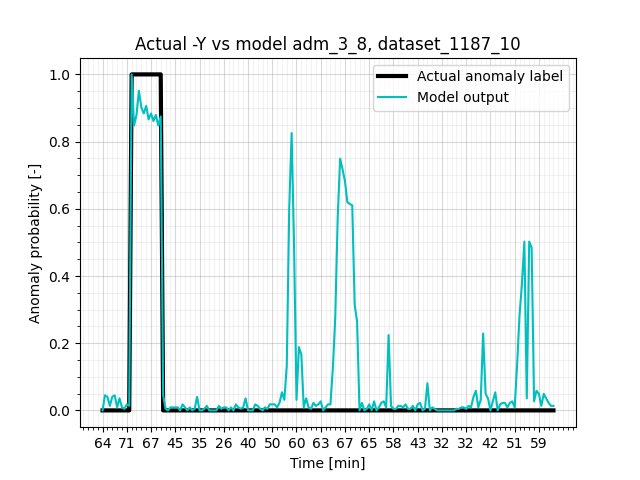 Actual -Y vs model adm_3_8, dataset_1187_10
Actual anomaly label
Model output
Anomaly probability [-]
1.0
0.8
0.6
0.4
0.2
0.0
64 71 67 45 35 26 40 50 60 63 67 65 58 43 32 32 42 51 59
Time [min]